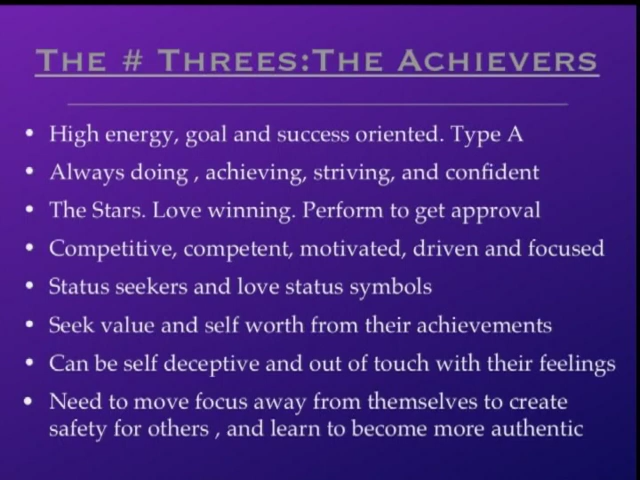 The # Threes:The Achievers
• High energy, goal and success oriented. Type A
• Always doing , achieving, striving, and confident
• The Stars. Love winning. Perform to get approval
• Competitive, competent, motivated, driven and focused
• Status seekers and love status symbols
• Seek value and self worth from their achievements
• Can be self deceptive and out of touch with their feelings
• Need to move focus away from themselves to create
safety for others , and learn to become more authentic